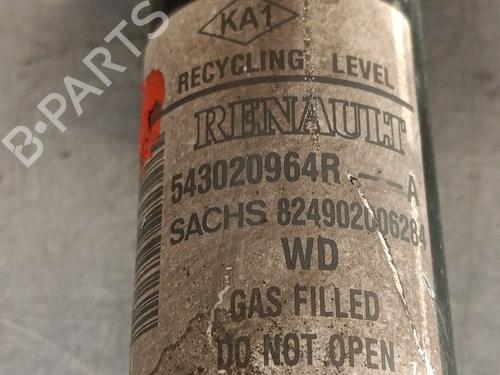 B-PARTS
KA1
RECYCLING LEVEL
RENAULT
543020964R --A
SACHS 824902006284
WD
GAS FILLED
DO NOT OPEN